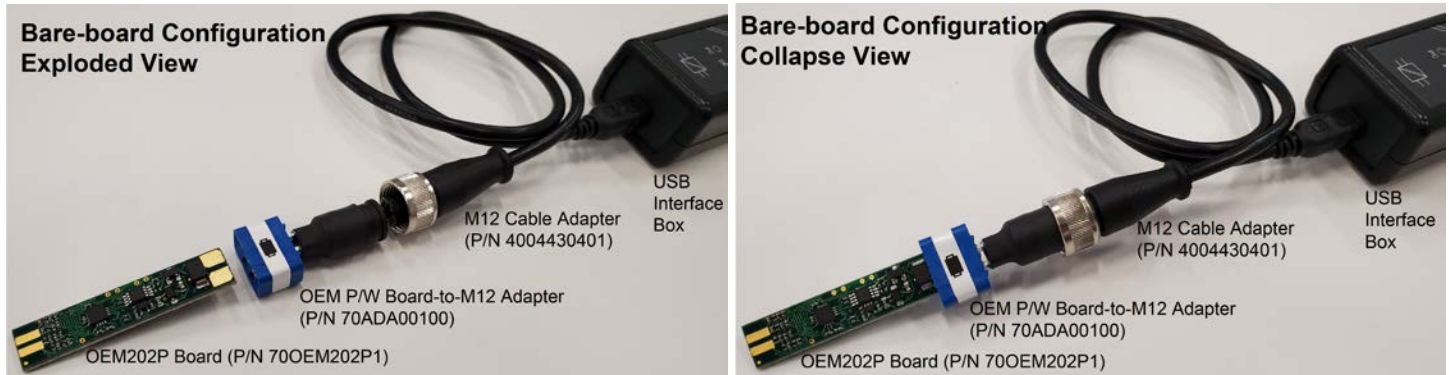 Bare-board Configuration
Exploded View
USB
Interface
Box
M12 Cable Adapter
(P/N 4004430401)
OEM P/W Board-to-M12 Adapter
(P/N 70ADA00100)
OEM202P Board (P/N 70OEM202P1)
Bare-board Configuration
Collapse View
USB
Interface
Box
M12 Cable Adapter
(P/N 4004430401)
OEM P/W Board-to-M12 Adapter
(P/N 70ADA00100)
OEM202P Board (P/N 70OEM202P1)